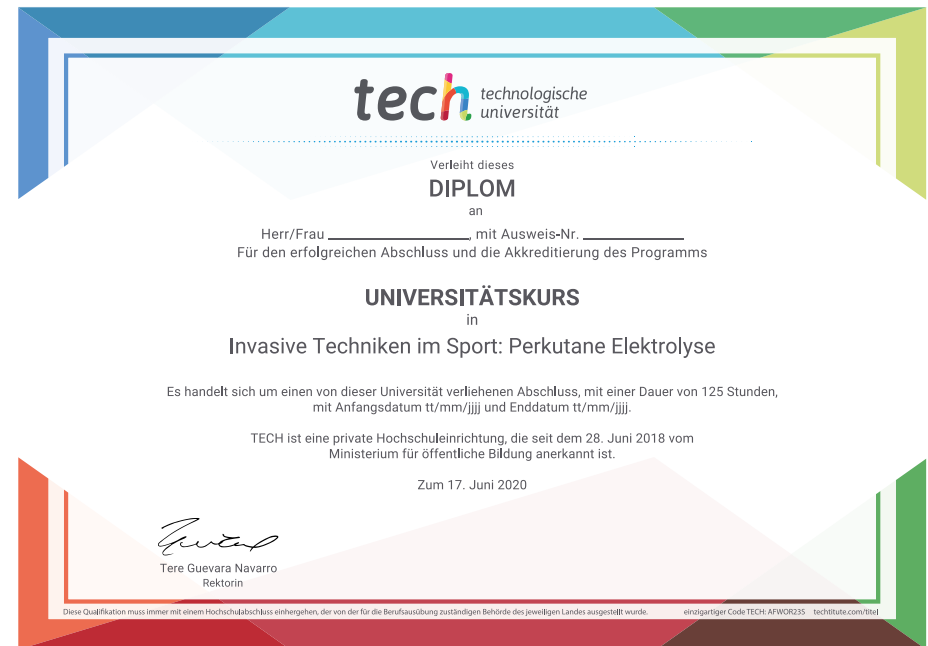 tech technologische
universität
Verleiht dieses
DIPLOM
an
Herr/Frau ____________, mit Ausweis-Nr. ____________
Für den erfolgreichen Abschluss und die Akkreditierung des Programms
UNIVERSITÄTSKURS
in
Invasive Techniken im Sport: Perkutane Elektrolyse
Es handelt sich um einen von dieser Universität verliehenen Abschluss, mit einer Dauer von 125 Stunden,
mit Anfangsdatum tt/mm/jjjj und Enddatum tt/mm/jjjj.
TECH ist eine private Hochschuleinrichtung, die seit dem 28. Juni 2018 vom
Ministerium für öffentliche Bildung anerkannt ist.
Zum 17. Juni 2020
Tere Guevara Navarro
Rektorin
Diese Qualifikation muss immer mit einem Hochschulabschluss einhergehen, der von der für die Berufsausübung zuständigen Behörde des jeweiligen Landes ausgestellt wurde. einzigartiger Code TECH: AFWOR235 techtitute.com/titel